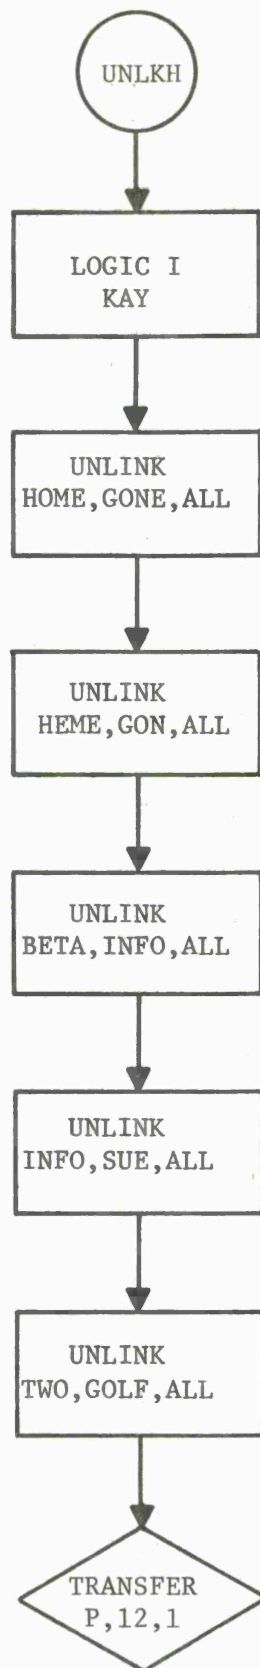 UNLKH
LOGIC I
KAY
UNLINK
HOME,GONE,ALL
UNLINK
HEME,GON,ALL
UNLINK
BETA,INFO,ALL
UNLINK
INFO,SUE,ALL
UNLINK
TWO,GOLF,ALL
TRANSFER
P,12,1